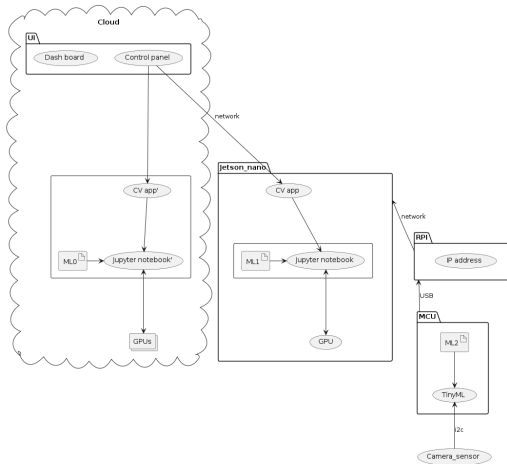 Cloud
UI
Dash board
Control panel
network
Jetson_nano
CV app'
CV app
network
RPI
IP address
ML0
Jupyter notebook'
ML1
Jupyter notebook
USB
MCU
GPUs
GPU
ML2
TinyML
i2c
Camera_sensor